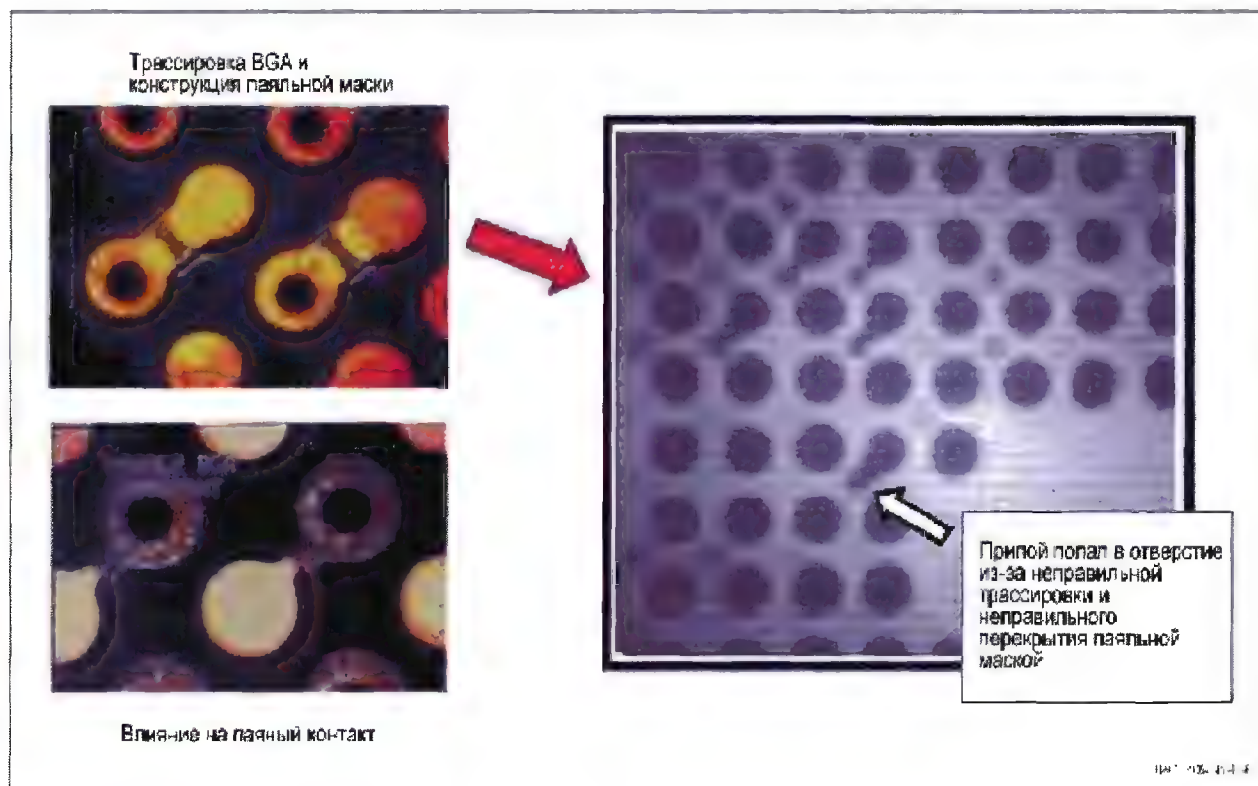 Трассировка BGA и
конструкция паяльной маски
Припой попал в отверстие
из-за неправильной
трассировки и
неправильного
перекрытия паяльной
маской
Влияние на паяный контакт